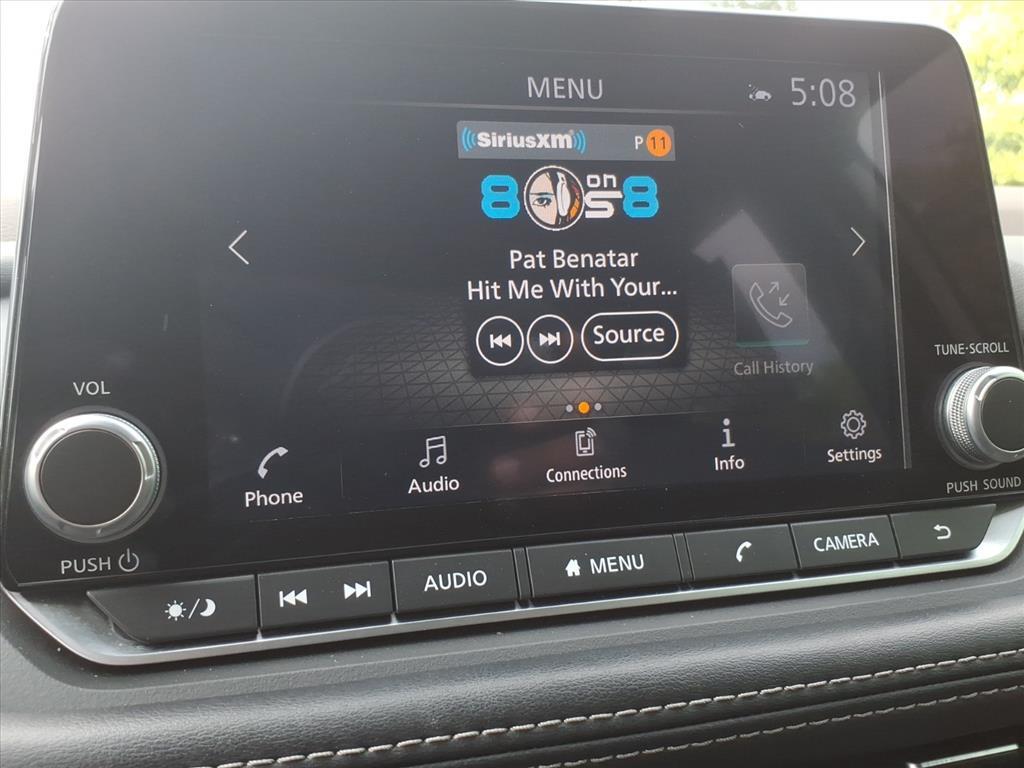 MENU
5:08
SiriusXM
P 11
80s on 8
Pat Benatar
Hit Me With Your...
Source
Call History
VOL
TUNE·SCROLL
Phone
Audio
Connections
Info
Settings
PUSH
PUSH SOUND
AUDIO
MENU
CAMERA